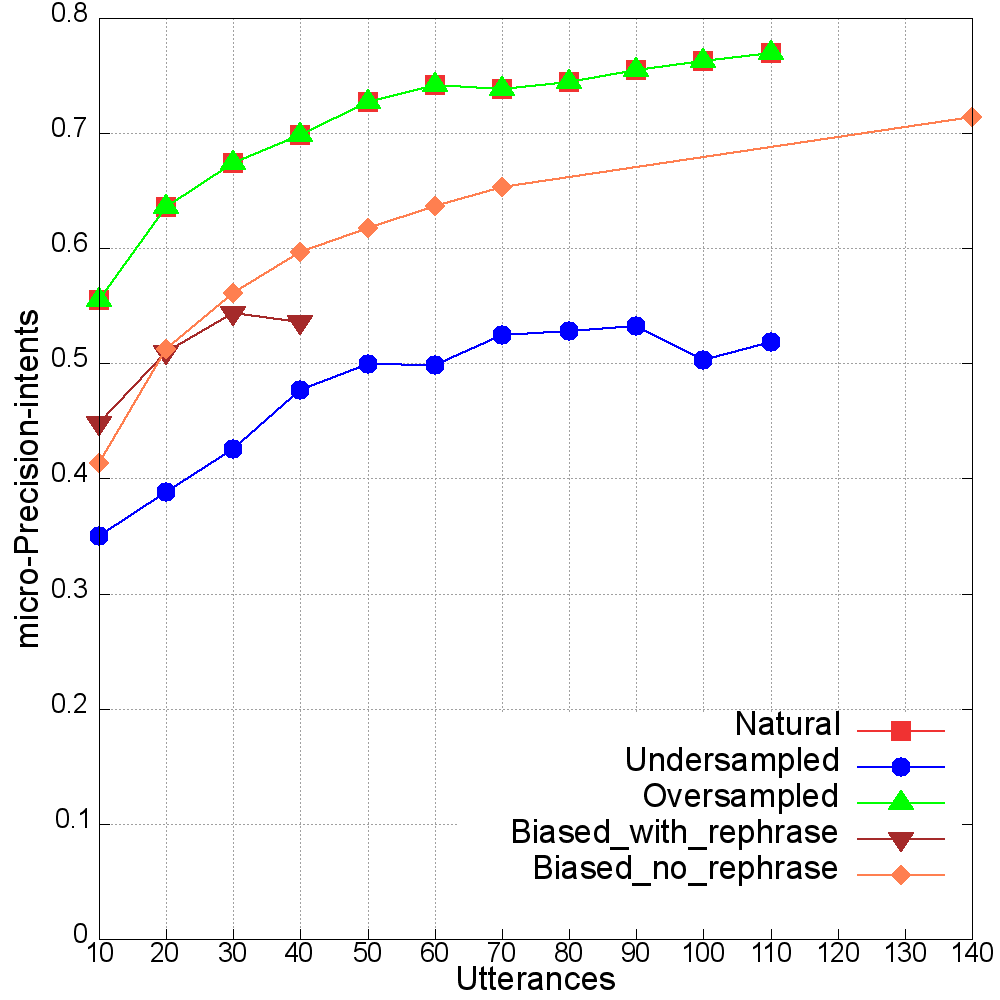 0.8
0.7
0.6
0.5
0.4
0.3
0.2
0.1
0
micro-Precision-intents
Natural
Undersampled
Oversampled
Biased_with_rephrase
Biased_no_rephrase
10 20 30 40 50 60 70 80 90 100 110 120 130 140
Utterances